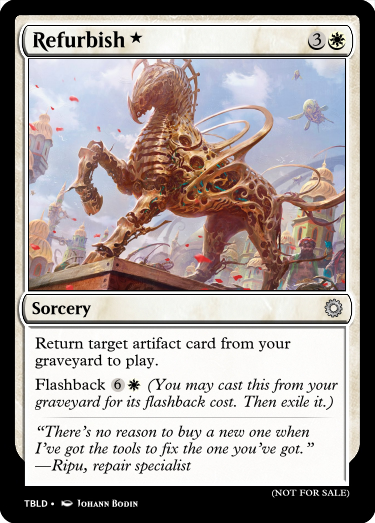 Refurbish ★ 3
Sorcery
Return target artifact card from your
graveyard to play.
Flashback 6 (You may cast this from your
graveyard for its flashback cost. Then exile it.)
“There’s no reason to buy a new one when
I’ve got the tools to fix the one you’ve got.”
—Ripu, repair specialist
(NOT FOR SALE)
TBLD • Johann Bodin